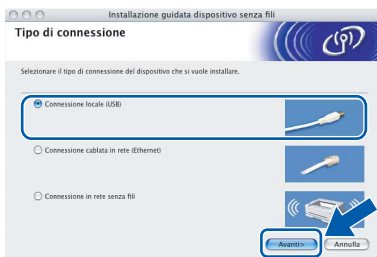 Installazione guidata dispositivo senza fili
Tipo di connessione
Selezionare il tipo di connessione del dispositivo che si vuole installare.
Connessione locale (USB)
Connessione cablata in rete (Ethernet)
Connessione in rete senza fili
Avanti> Annulla